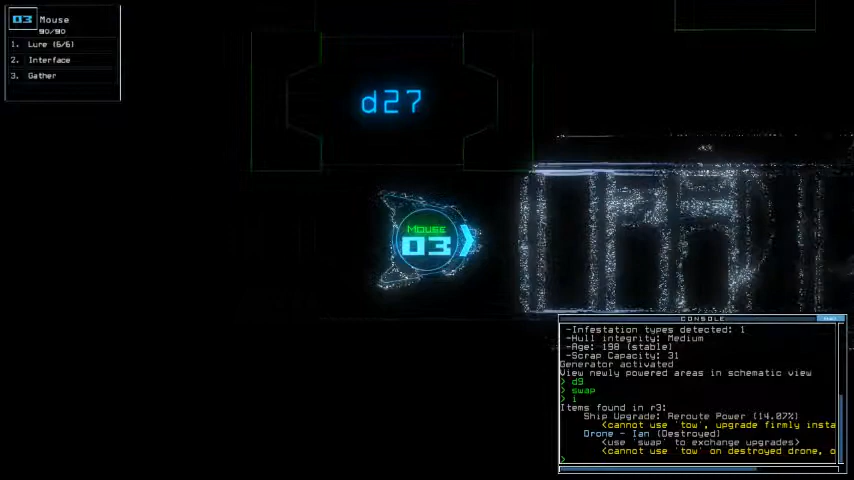 03 Mouse
90/90
1. Lure (6/6)
2. Interface
3. Gather
d27
Mouse
03
CONSOLE
-Infestation types detected: 1
-Hull integrity: Medium
-Age: 198 (stable)
-Scrap Capacity: 31
Generator activated
View newly powered areas in schematic view
> d9
> swap
> i
Items found in r3:
Ship Upgrade: Reroute Power (14.07%)
<cannot use `tow`, upgrade firmly insta
Drone - Ian (Destroyed)
<use `swap` to exchange upgrades>
<cannot use `tow` on destroyed drone, o
>